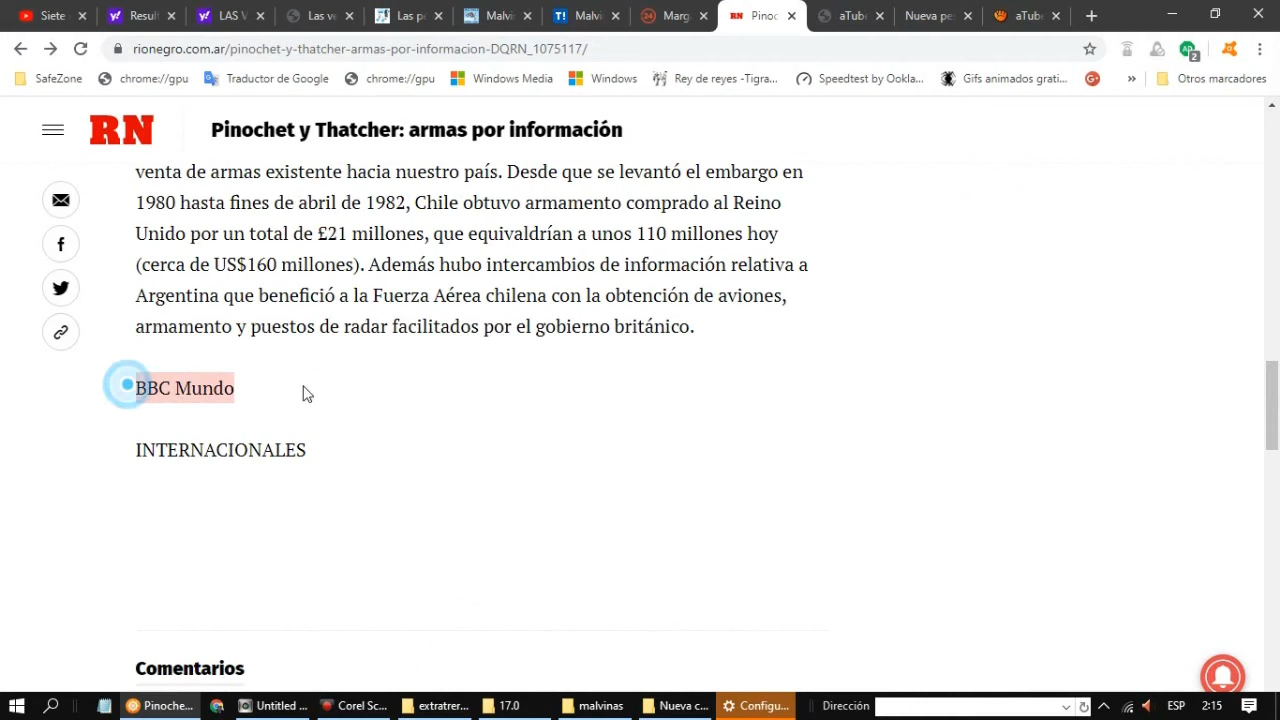 Siete
Result
LAS V
Las ve
Las p
Malvi
T! Malvi
24 Marg
RN Pinoc
aTube
Nueva pe
aTube
rionegro.com.ar/pinochet-y-thatcher-armas-por-informacion-DQRN_1075117/
2
SafeZone
chrome://gpu
Traductor de Google
chrome://gpu
Windows Media
Windows
Rey de reyes -Tigra...
Speedtest by Ookla...
Gifs animados grati...
G+
»
Otros marcadores
RN
Pinochet y Thatcher: armas por información
venta de armas existente hacia nuestro país. Desde que se levantó el embargo en
1980 hasta fines de abril de 1982, Chile obtuvo armamento comprado al Reino
Unido por un total de £21 millones, que equivaldrían a unos 110 millones hoy
(cerca de US$160 millones). Además hubo intercambios de información relativa a
Argentina que benefició a la Fuerza Aérea chilena con la obtención de aviones,
armamento y puestos de radar facilitados por el gobierno británico.
BBC Mundo
INTERNACIONALES
Comentarios
Pinoche...
Untitled ...
Corel Sc...
extratrer...
17.0
malvinas
Nueva c...
Configu...
Dirección
ESP
2:15